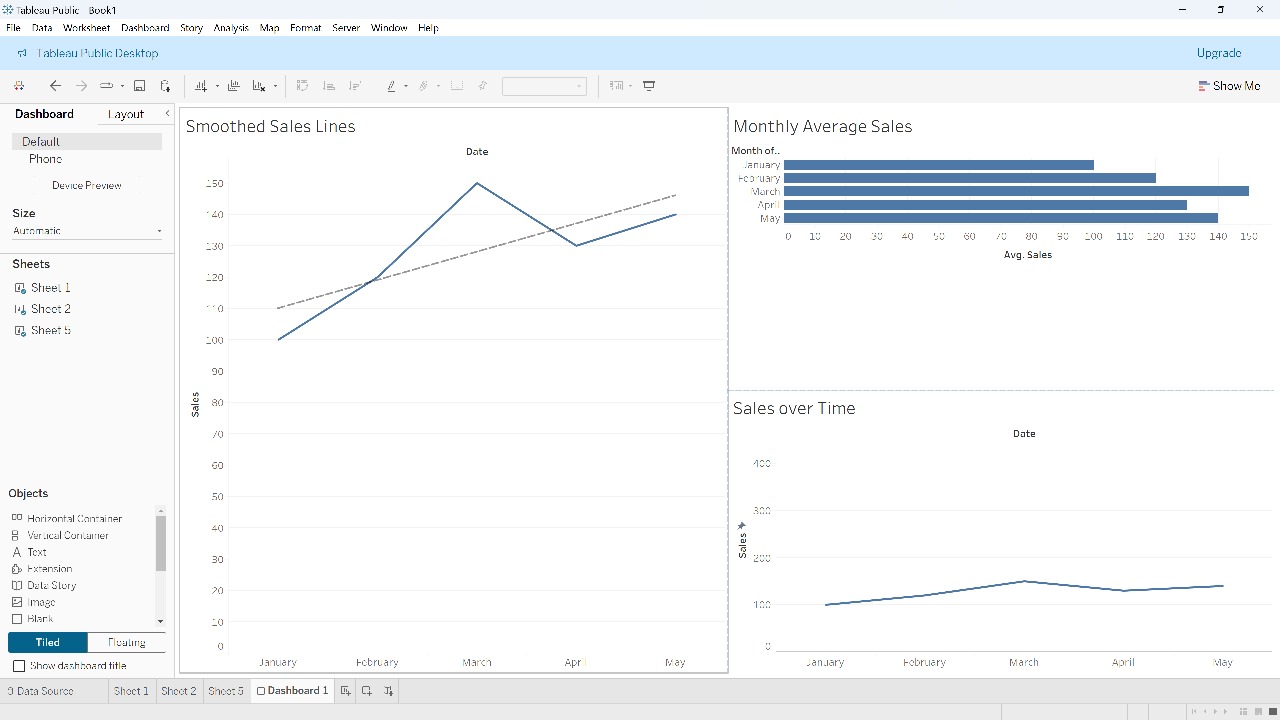 Tableau Public - Book1
File Data Worksheet Dashboard Story Analysis Map Format Server Window Help
Tableau Public Desktop
Upgrade
Show Me
Dashboard Layout
Default
Phone
Device Preview
Size
Automatic
Sheets
Sheet 1
Sheet 2
Sheet 5
Objects
Horizontal Container
Vertical Container
Text
Extension
Data Story
Image
Blank
Tiled Floating
Show dashboard title
Smoothed Sales Lines
Date
150
140
130
120
110
100
90
80
70
60
50
40
30
20
10
0
Sales
January February March April May
Monthly Average Sales
Month of..
January
February
March
April
May
0 10 20 30 40 50 60 70 80 90 100 110 120 130 140 150
Avg. Sales
Sales over Time
Date
400
300
200
100
0
Sales
January February March April May
Data Source Sheet 1 Sheet 2 Sheet 5 Dashboard 1